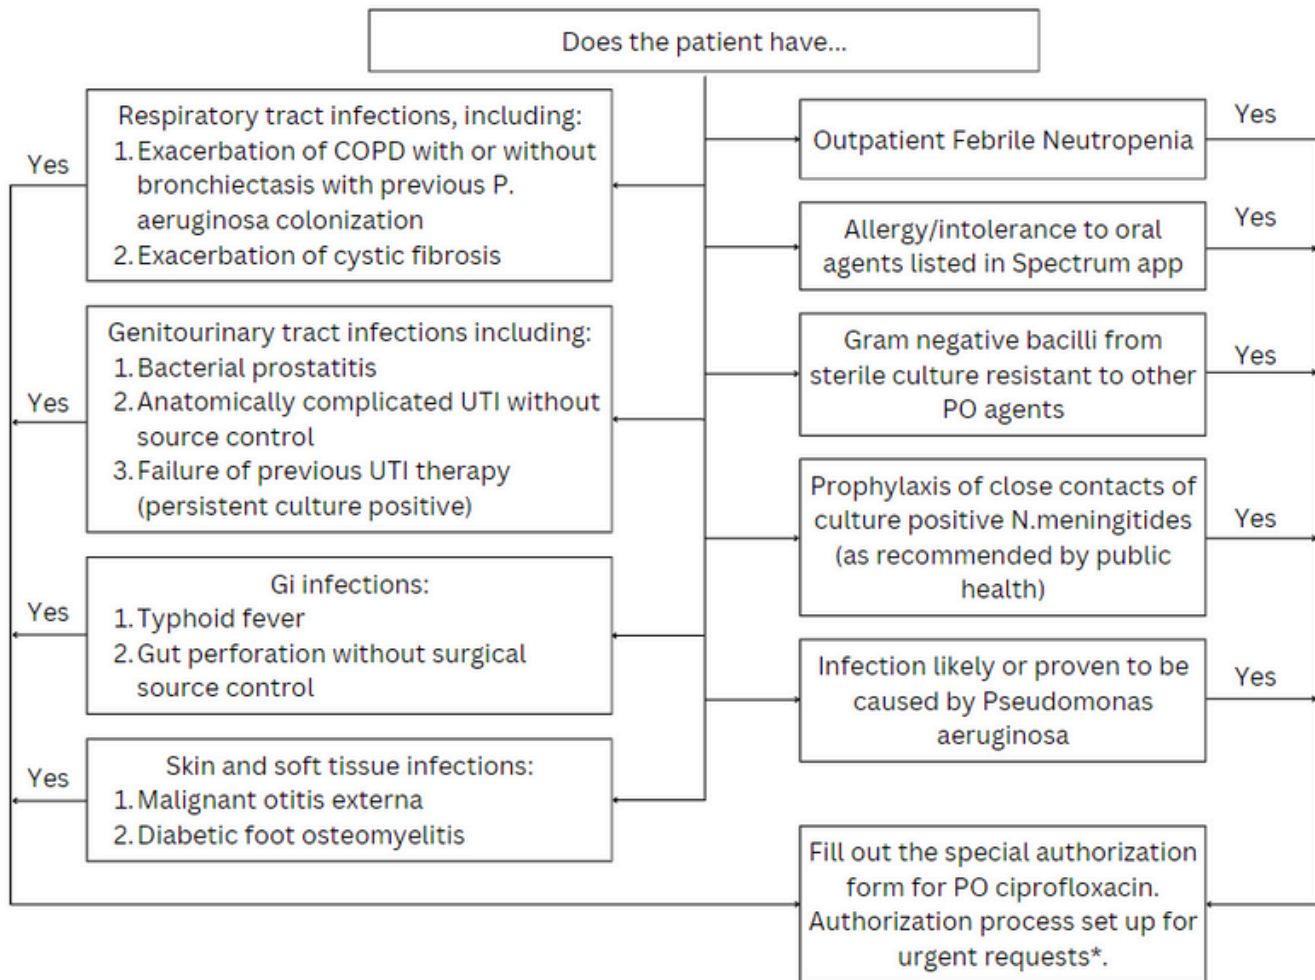 Does the patient have...
Respiratory tract infections, including:
1. Exacerbation of COPD with or without
bronchiectasis with previous P.
aeruginosa colonization
2. Exacerbation of cystic fibrosis
Yes
Genitourinary tract infections including:
1. Bacterial prostatitis
2. Anatomically complicated UTI without
source control
3. Failure of previous UTI therapy
(persistent culture positive)
Yes
Gi infections:
1. Typhoid fever
2. Gut perforation without surgical
source control
Yes
Skin and soft tissue infections:
1. Malignant otitis externa
2. Diabetic foot osteomyelitis
Yes
Outpatient Febrile Neutropenia
Yes
Allergy/intolerance to oral
agents listed in Spectrum app
Yes
Gram negative bacilli from
sterile culture resistant to other
PO agents
Yes
Prophylaxis of close contacts of
culture positive N.meningitides
(as recommended by public
health)
Yes
Infection likely or proven to be
caused by Pseudomonas
aeruginosa
Yes
Fill out the special authorization
form for PO ciprofloxacin.
Authorization process set up for
urgent requests*.